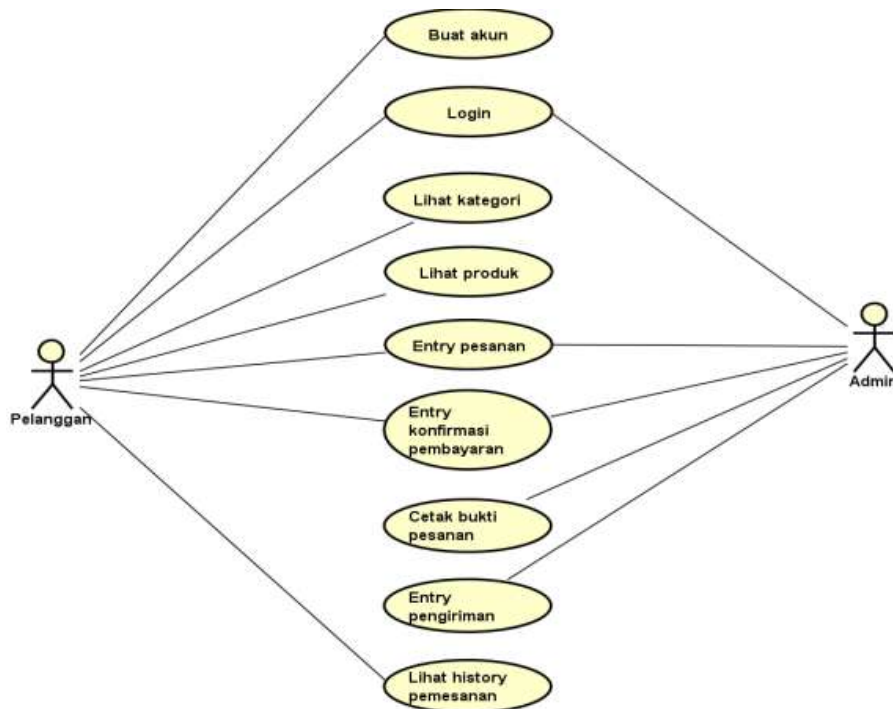 Buat akun
Login
Lihat kategori
Lihat produk
Entry pesanan
Pelanggan
Admin
Entry
konfirmasi
pembayaran
Cetak bukti
pesanan
Entry
pengiriman
Lihat history
pemesanan